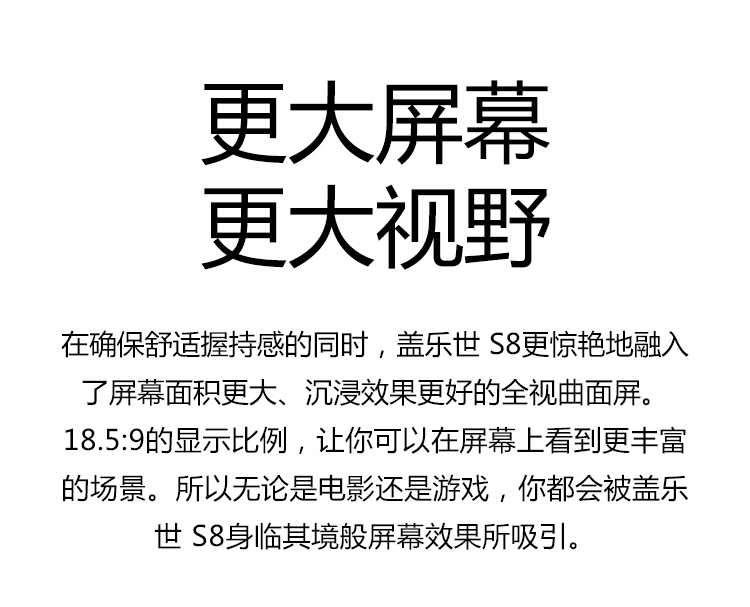 更大屏幕
更大视野
在确保舒适握持感的同时，盖乐世 S8更惊艳地融入
了屏幕面积更大、沉浸效果更好的全视曲面屏。
18.5:9的显示比例，让你可以在屏幕上看到更丰富
的场景。所以无论是电影还是游戏，你都会被盖乐
世 S8身临其境般屏幕效果所吸引。